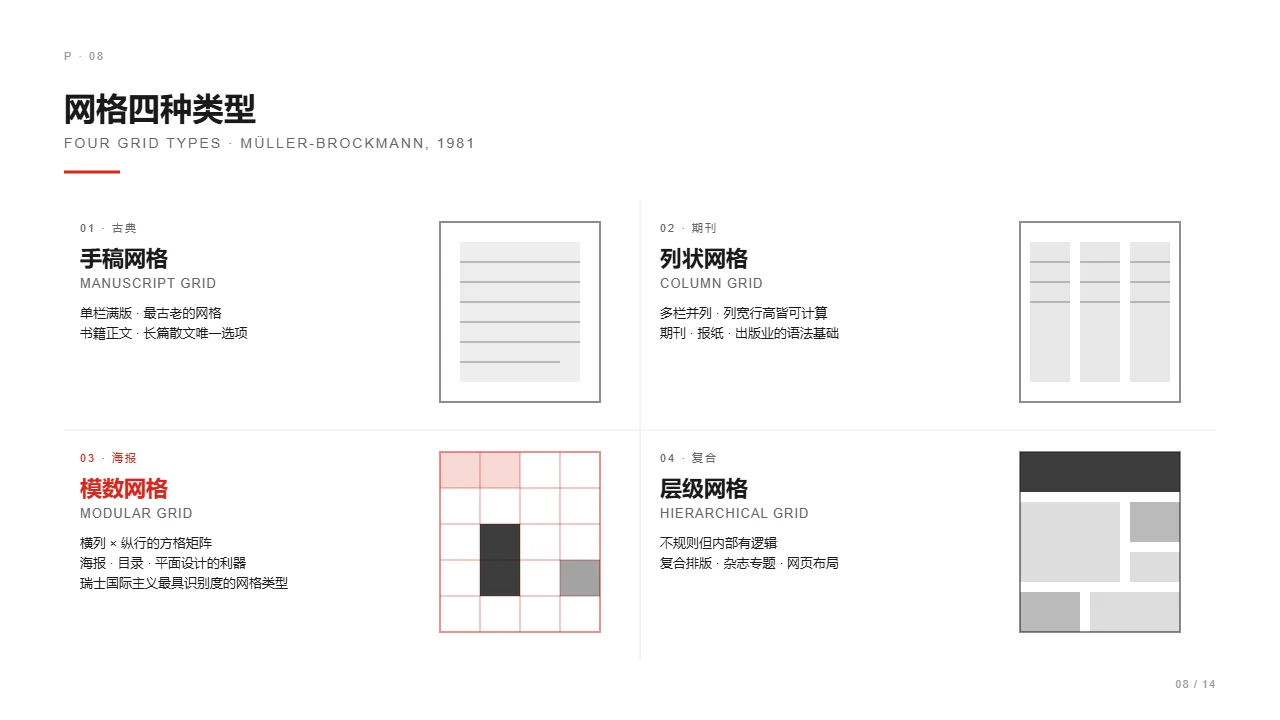 P · 08
网格四种类型
FOUR GRID TYPES · MÜLLER-BROCKMANN, 1981
01 · 古典
手稿网格
MANUSCRIPT GRID
单栏满版 · 最古老的网格
书籍正文 · 长篇散文唯一选项
02 · 期刊
列状网格
COLUMN GRID
多栏并列 · 列宽行高皆可计算
期刊 · 报纸 · 出版业的语法基础
03 · 海报
模数网格
MODULAR GRID
横列 × 纵行的方格矩阵
海报 · 目录 · 平面设计的利器
瑞士国际主义最具识别度的网格类型
04 · 复合
层级网格
HIERARCHICAL GRID
不规则但内部有逻辑
复合排版 · 杂志专题 · 网页布局
08 / 14